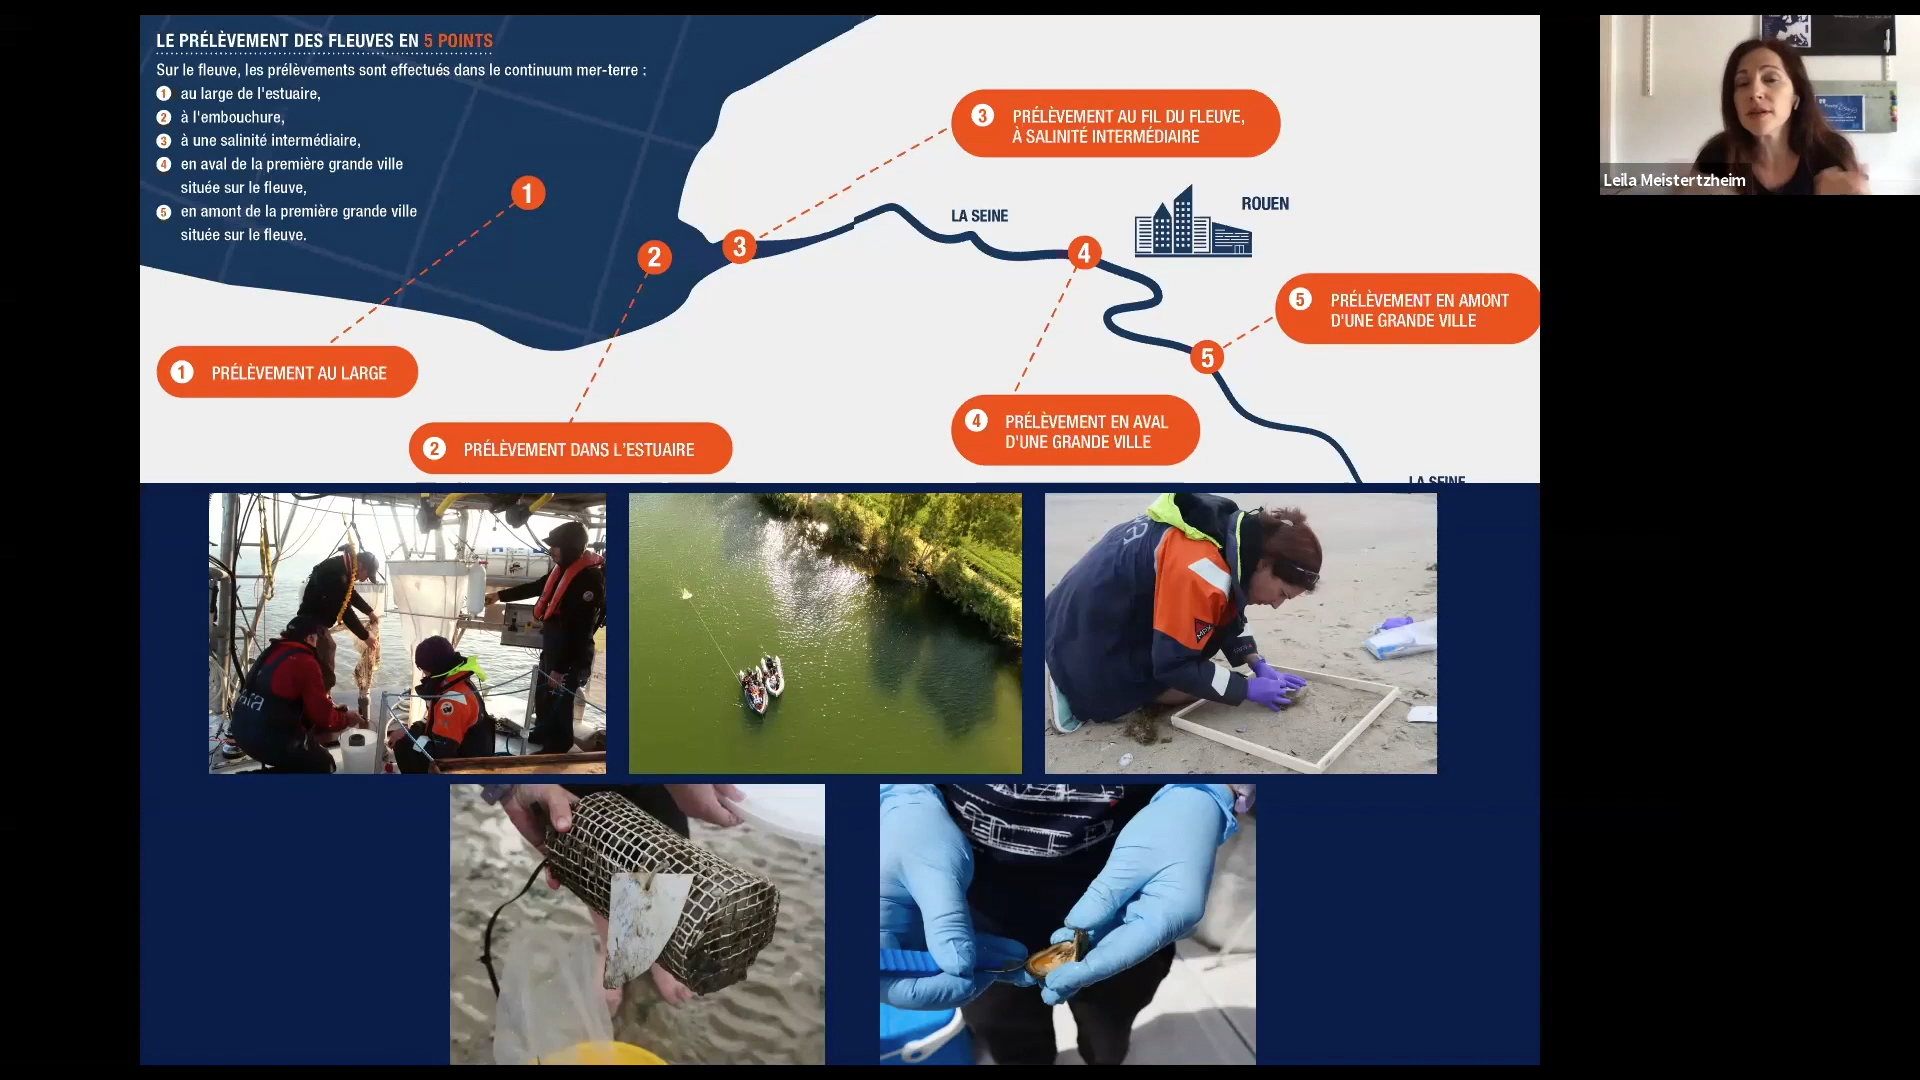 LE PRÉLÈVEMENT DES FLEUVES EN 5 POINTS
Sur le fleuve, les prélèvements sont effectués dans le continuum mer-terre :
1 au large de l'estuaire,
2 à l'embouchure,
3 à une salinité intermédiaire,
4 en aval de la première grande ville
située sur le fleuve,
5 en amont de la première grande ville
située sur le fleuve.
1
2
3
4
5
3 PRÉLÈVEMENT AU FIL DU FLEUVE,
À SALINITÉ INTERMÉDIAIRE
LA SEINE
ROUEN
5 PRÉLÈVEMENT EN AMONT
D'UNE GRANDE VILLE
1 PRÉLÈVEMENT AU LARGE
2 PRÉLÈVEMENT DANS L'ESTUAIRE
4 PRÉLÈVEMENT EN AVAL
D'UNE GRANDE VILLE
LA SEINE
Leila Meistertzheim